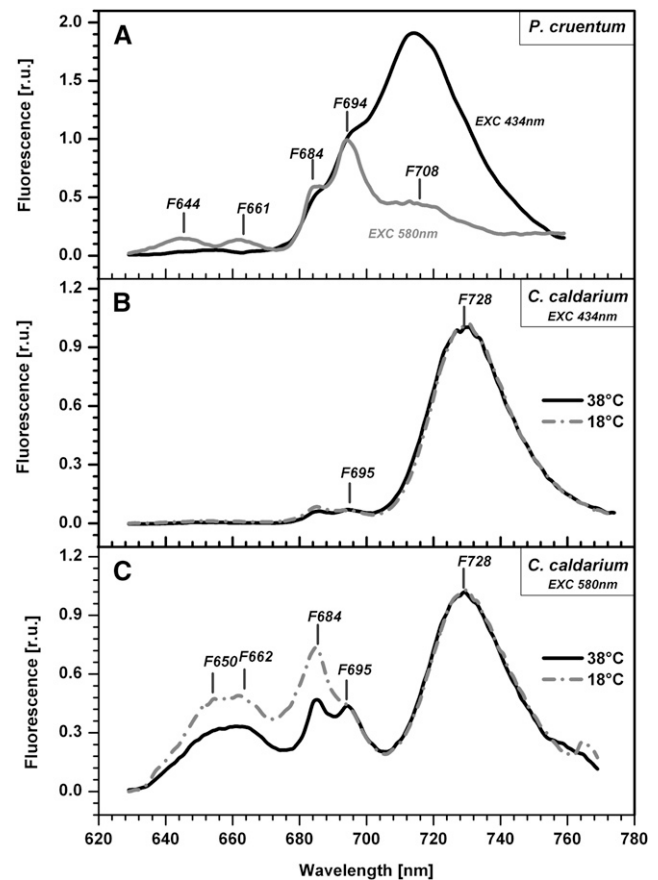 A
P. cruentum
2.0
1.5
1.0
0.5
0.0
Fluorescence [r.u.]
F644
F661
F684
F694
F708
EXC 434nm
EXC 580nm
B
C. caldarium
EXC 434nm
1.2
0.9
0.6
0.3
0.0
Fluorescence [r.u.]
F695
F728
38°C
18°C
C
C. caldarium
EXC 580nm
1.2
0.9
0.6
0.3
0.0
Fluorescence [r.u.]
F650
F662
F684
F695
F728
38°C
18°C
620 640 660 680 700 720 740 760 780
Wavelength [nm]